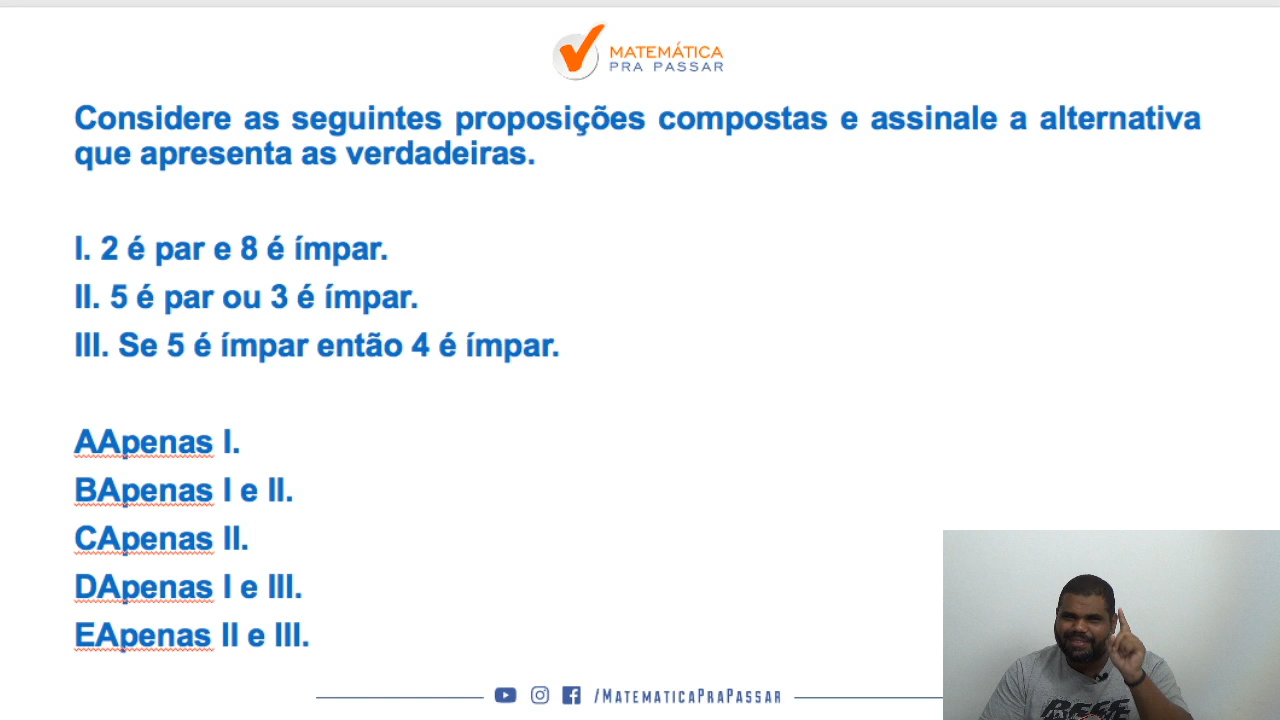 MATEMÁTICA
PRA PASSAR
Considere as seguintes proposições compostas e assinale a alternativa
que apresenta as verdadeiras.
I. 2 é par e 8 é ímpar.
II. 5 é par ou 3 é ímpar.
III. Se 5 é ímpar então 4 é ímpar.
AApenas I.
BApenas I e II.
CApenas II.
DApenas I e III.
EApenas II e III.
/MATEMATICAPRAPASSAR